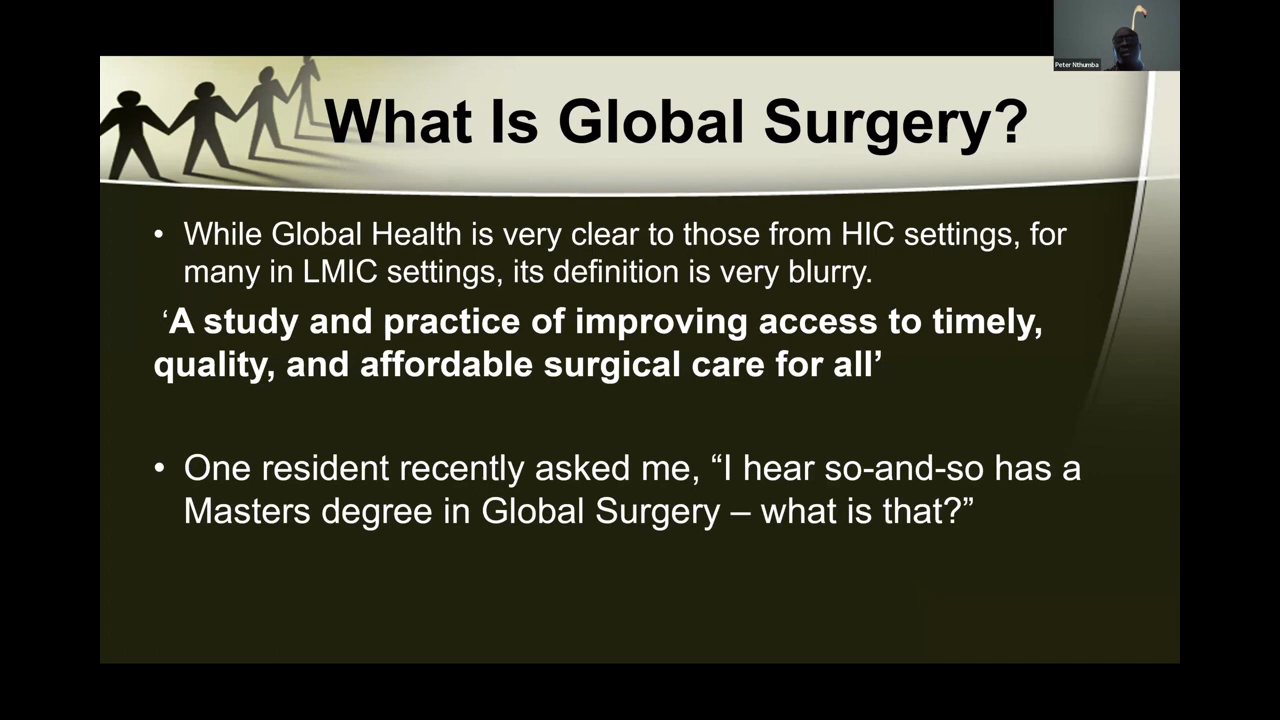 Peter Nthumba
What Is Global Surgery?
• While Global Health is very clear to those from HIC settings, for
many in LMIC settings, its definition is very blurry.
‘A study and practice of improving access to timely,
quality, and affordable surgical care for all’
• One resident recently asked me, “I hear so-and-so has a
Masters degree in Global Surgery – what is that?”